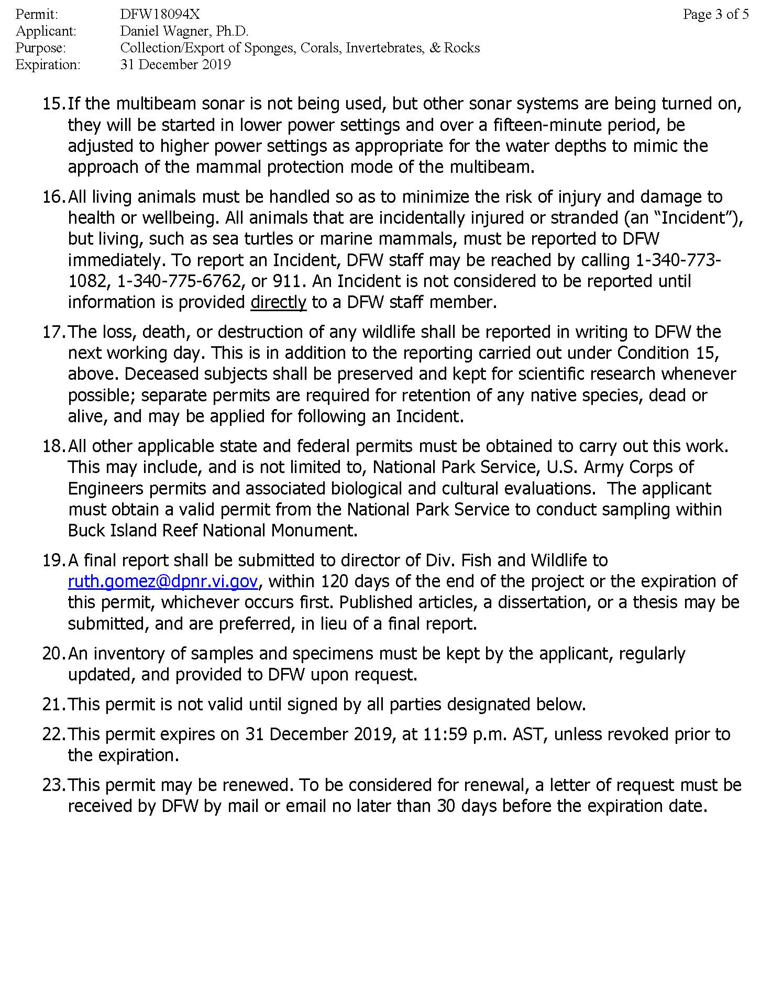 Permit: DFW18094X Page 3 of 5
Applicant: Daniel Wagner, Ph.D.
Purpose: Collection/Export of Sponges, Corals, Invertebrates, & Rocks
Expiration: 31 December 2019
15. If the multibeam sonar is not being used, but other sonar systems are being turned on,
they will be started in lower power settings and over a fifteen-minute period, be
adjusted to higher power settings as appropriate for the water depths to mimic the
approach of the mammal protection mode of the multibeam.
16. All living animals must be handled so as to minimize the risk of injury and damage to
health or wellbeing. All animals that are incidentally injured or stranded (an “Incident”),
but living, such as sea turtles or marine mammals, must be reported to DFW
immediately. To report an Incident, DFW staff may be reached by calling 1-340-773-
1082, 1-340-775-6762, or 911. An Incident is not considered to be reported until
information is provided directly to a DFW staff member.
17. The loss, death, or destruction of any wildlife shall be reported in writing to DFW the
next working day. This is in addition to the reporting carried out under Condition 15,
above. Deceased subjects shall be preserved and kept for scientific research whenever
possible; separate permits are required for retention of any native species, dead or
alive, and may be applied for following an Incident.
18. All other applicable state and federal permits must be obtained to carry out this work.
This may include, and is not limited to, National Park Service, U.S. Army Corps of
Engineers permits and associated biological and cultural evaluations.  The applicant
must obtain a valid permit from the National Park Service to conduct sampling within
Buck Island Reef National Monument.
19. A final report shall be submitted to director of Div. Fish and Wildlife to
ruth.gomez@dpnr.vi.gov, within 120 days of the end of the project or the expiration of
this permit, whichever occurs first. Published articles, a dissertation, or a thesis may be
submitted, and are preferred, in lieu of a final report.
20. An inventory of samples and specimens must be kept by the applicant, regularly
updated, and provided to DFW upon request.
21. This permit is not valid until signed by all parties designated below.
22. This permit expires on 31 December 2019, at 11:59 p.m. AST, unless revoked prior to
the expiration.
23. This permit may be renewed. To be considered for renewal, a letter of request must be
received by DFW by mail or email no later than 30 days before the expiration date.